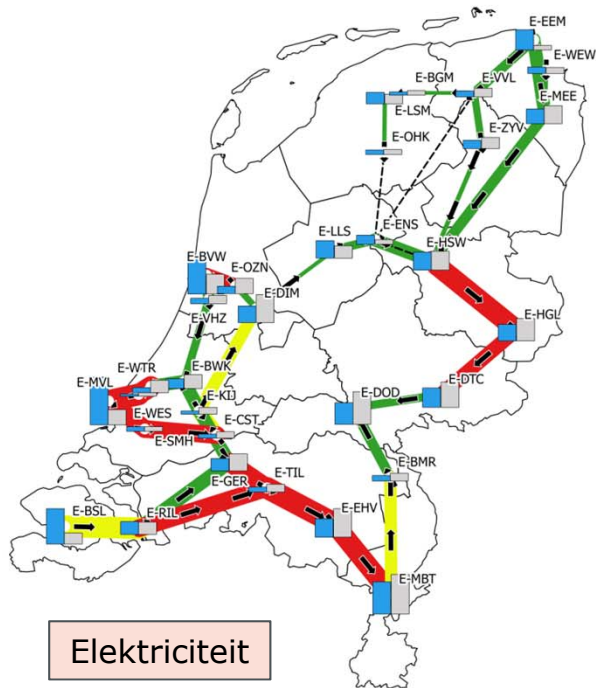 E-EEM
E-WEW
E-BGM
E-VVL
E-MEE
E-LSM
E-OHK
E-ZYV
E-LLS
E-ENS
E-HSW
E-BVW
E-OZN
E-DIM
E-VHZ
E-HGL
E-WTR
E-BWK
E-MVL
E-KIJ
E-DTC
E-DOD
E-WES
E-CST
E-SMH
E-BMR
E-GER
E-TIL
E-BSL
E-RIL
E-EHV
E-MBT
Elektriciteit